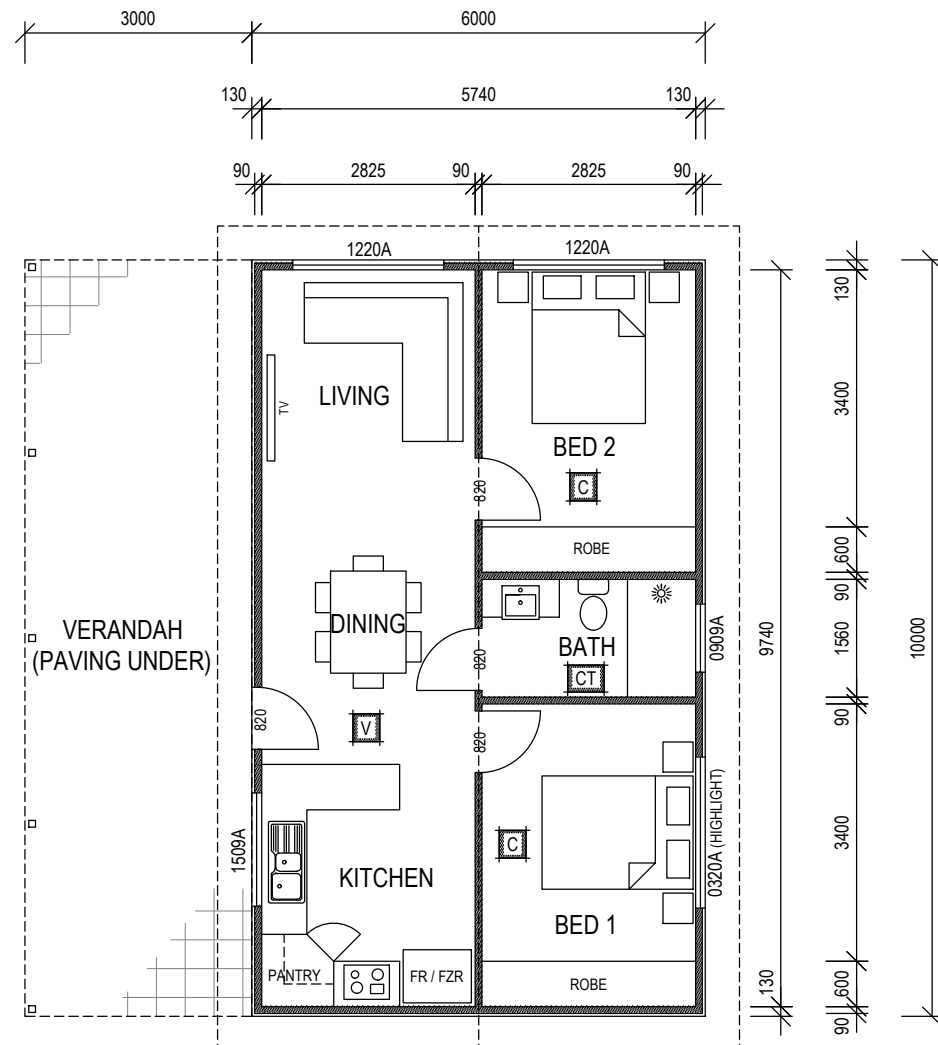 3000
6000
130
5740
130
90
2825
90
2825
90
1220A
1220A
130
LIVING
TV
3400
BED 2
C
820
ROBE
600
90
DINING
VERANDAH
(PAVING UNDER)
BATH
CT
820
0909A
1560
9740
10000
820
V
90
820
1509A
C
0320A (HIGHLIGHT)
3400
KITCHEN
BED 1
PANTRY
FR / FZR
ROBE
130
600
90